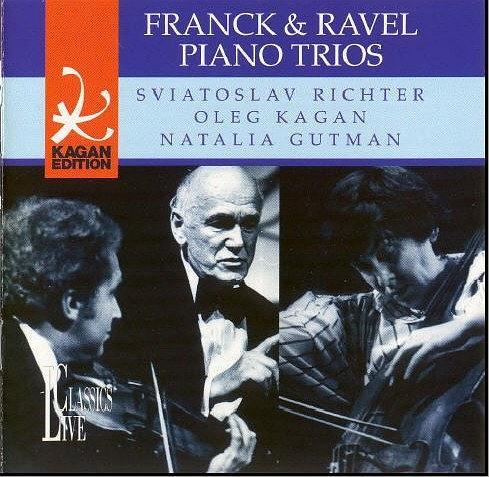 FRANCK & RAVEL
PIANO TRIOS
SVIATOSLAV RICHTER
OLEG KAGAN
NATALIA GUTMAN
KAGAN
EDITION
CLASSICS
LIVE